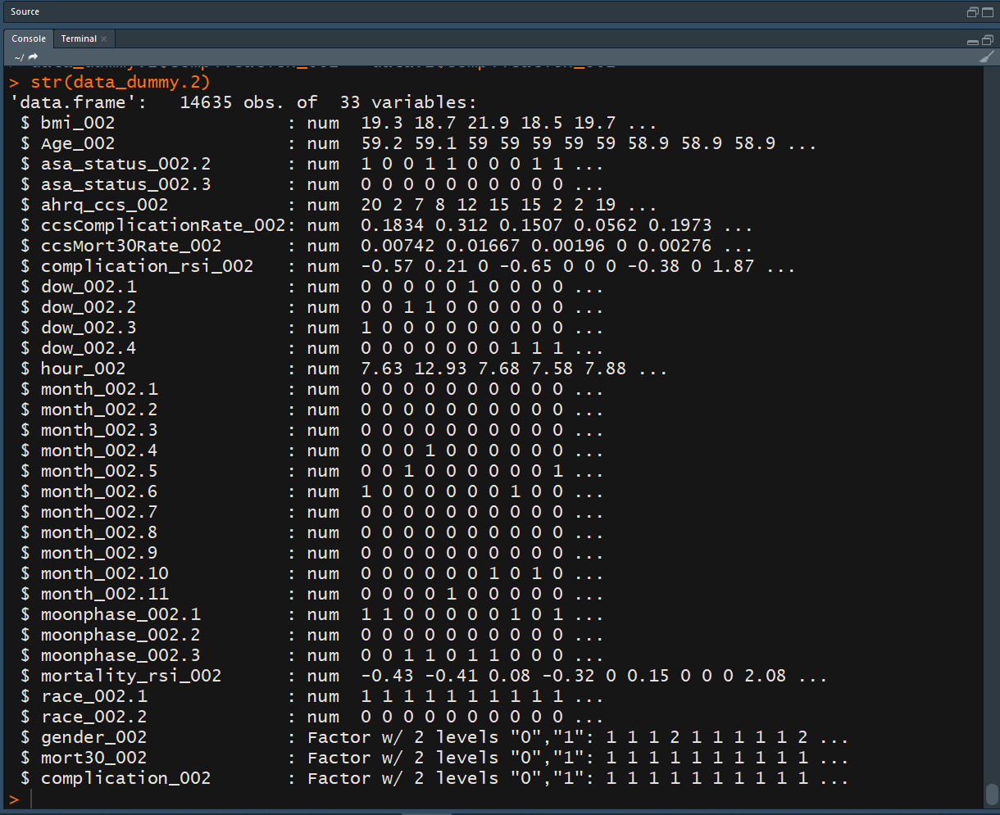 Source
Console Terminal ×
~/
> str(data_dummy.2)
'data.frame':   14635 obs. of  33 variables:
 $ bmi_002                : num  19.3 18.7 21.9 18.5 19.7 ...
 $ Age_002                : num  59.2 59.1 59 59 59 59 59 58.9 58.9 58.9 ...
 $ asa_status_002.2       : num  1 0 0 1 1 0 0 0 1 1 ...
 $ asa_status_002.3       : num  0 0 0 0 0 0 0 0 0 0 ...
 $ ahrq_ccs_002           : num  20 2 7 8 12 15 15 2 2 19 ...
 $ ccsComplicationRate_002: num  0.1834 0.312 0.1507 0.0562 0.1973 ...
 $ ccsMort30Rate_002      : num  0.00742 0.01667 0.00196 0 0.00276 ...
 $ complication_rsi_002   : num  -0.57 0.21 0 -0.65 0 0 0 -0.38 0 1.87 ...
 $ dow_002.1              : num  0 0 0 0 0 1 0 0 0 0 ...
 $ dow_002.2              : num  0 0 1 1 0 0 0 0 0 0 ...
 $ dow_002.3              : num  1 0 0 0 0 0 0 0 0 0 ...
 $ dow_002.4              : num  0 0 0 0 0 0 0 1 1 1 ...
 $ hour_002               : num  7.63 12.93 7.68 7.58 7.88 ...
 $ month_002.1            : num  0 0 0 0 0 0 0 0 0 0 ...
 $ month_002.2            : num  0 0 0 0 0 0 0 0 0 0 ...
 $ month_002.3            : num  0 0 0 0 0 0 0 0 0 0 ...
 $ month_002.4            : num  0 0 0 1 0 0 0 0 0 0 ...
 $ month_002.5            : num  0 0 1 0 0 0 0 0 0 1 ...
 $ month_002.6            : num  1 0 0 0 0 0 0 1 0 0 ...
 $ month_002.7            : num  0 0 0 0 0 0 0 0 0 0 ...
 $ month_002.8            : num  0 0 0 0 0 0 0 0 0 0 ...
 $ month_002.9            : num  0 0 0 0 0 0 0 0 0 0 ...
 $ month_002.10           : num  0 0 0 0 0 0 1 0 1 0 ...
 $ month_002.11           : num  0 0 0 0 1 0 0 0 0 0 ...
 $ moonphase_002.1        : num  1 1 0 0 0 0 0 1 0 1 ...
 $ moonphase_002.2        : num  0 0 0 0 0 0 0 0 0 0 ...
 $ moonphase_002.3        : num  0 0 1 1 0 1 1 0 0 0 ...
 $ mortality_rsi_002      : num  -0.43 -0.41 0.08 -0.32 0 0.15 0 0 0 2.08 ...
 $ race_002.1             : num  1 1 1 1 1 1 1 1 1 1 ...
 $ race_002.2             : num  0 0 0 0 0 0 0 0 0 0 ...
 $ gender_002             : Factor w/ 2 levels "0","1": 1 1 1 2 1 1 1 1 1 2 ...
 $ mort30_002             : Factor w/ 2 levels "0","1": 1 1 1 1 1 1 1 1 1 1 ...
 $ complication_002       : Factor w/ 2 levels "0","1": 1 1 1 1 1 1 1 1 1 1 ...
>